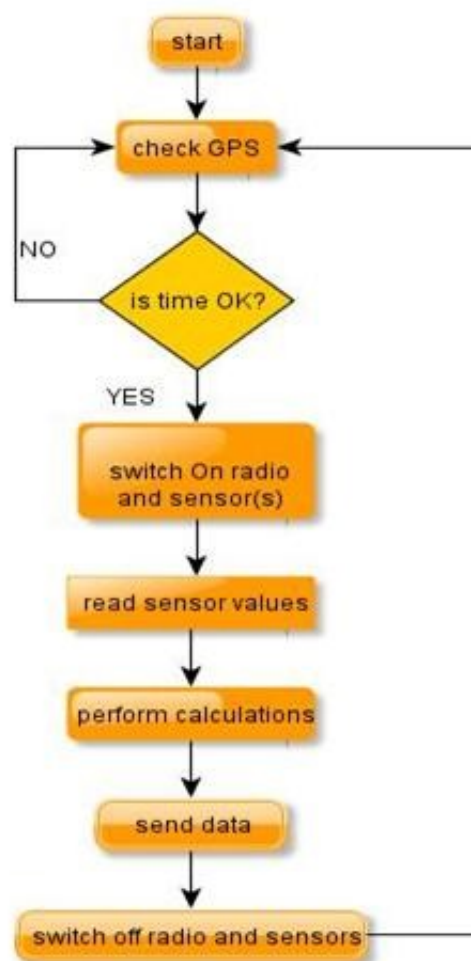 start
check GPS
NO
is time OK?
YES
switch On radio
and sensor(s)
read sensor values
perform calculations
send data
switch off radio and sensors